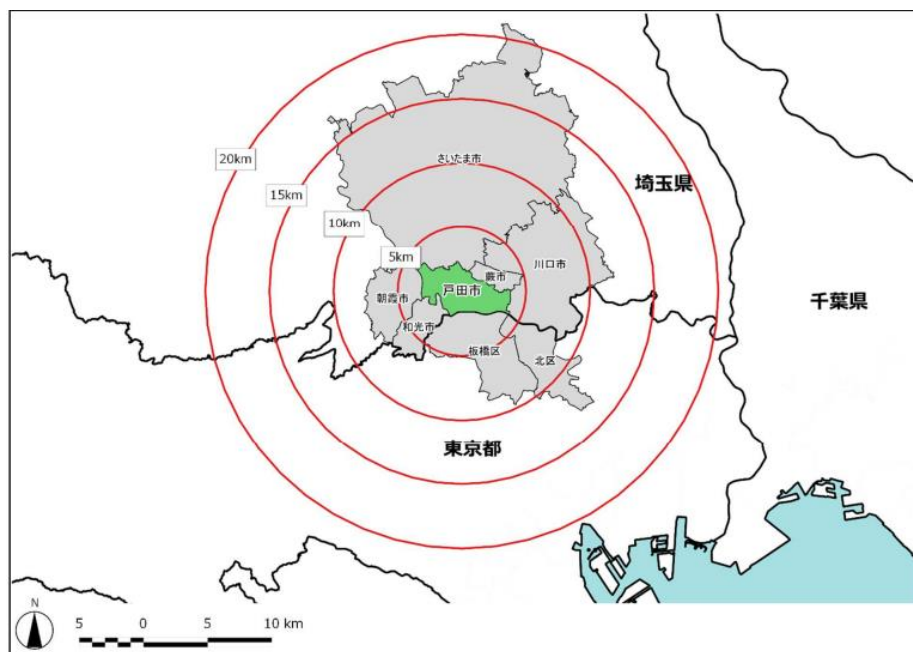 20km
15km
10km
5km
さいたま市
埼玉県
川口市
蕨市
戸田市
朝霞市
和光市
板橋区
北区
千葉県
東京都
N
5 0 5 10 km